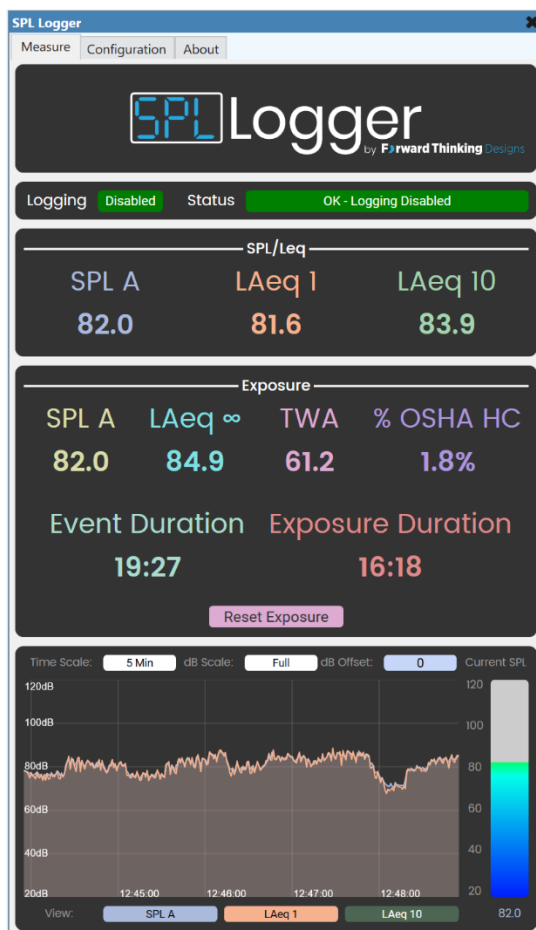 SPL Logger
Measure Configuration About
SPL Logger
by Forward Thinking Designs
Logging Disabled Status OK - Logging Disabled
SPL/Leq
SPL A LAeq 1 LAeq 10
82.0 81.6 83.9
Exposure
SPL A LAeq ∞ TWA % OSHA HC
82.0 84.9 61.2 1.8%
Event Duration Exposure Duration
19:27 16:18
Reset Exposure
Time Scale: 5 Min dB Scale: Full dB Offset: 0 Current SPL
120dB 120
100dB 100
80dB 80
60dB 60
40dB 40
20dB 12:45:00 12:46:00 12:47:00 12:48:00 20
View: SPL A LAeq 1 LAeq 10 82.0